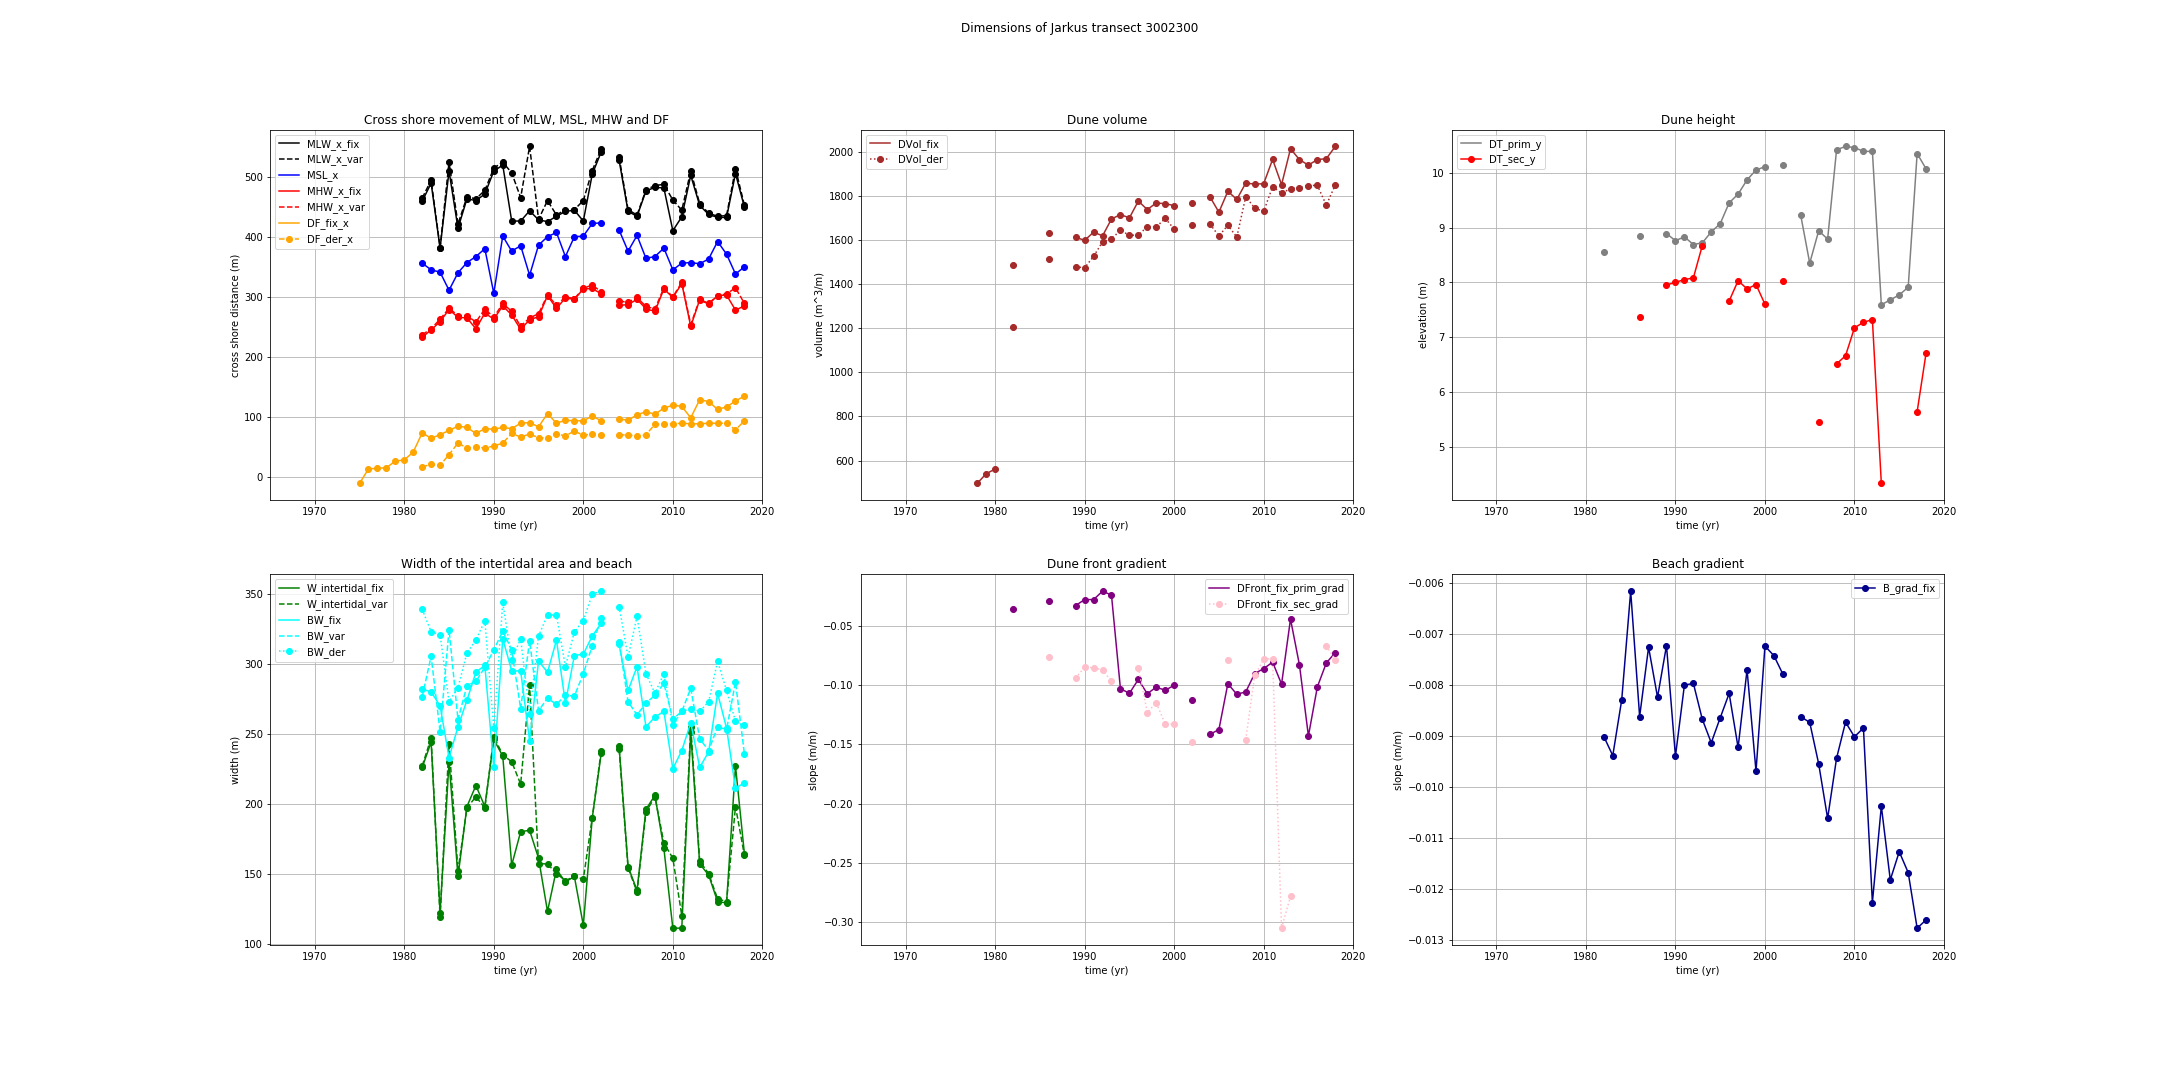 Dimensions of Jarkus transect 3002300
Cross shore movement of MLW, MSL, MHW and DF
MLW_x_fix
MLW_x_var
MSL_x
MHW_x_fix
MHW_x_var
DF_fix_x
DF_der_x
500
400
300
200
100
0
cross shore distance (m)
1970 1980 1990 2000 2010 2020
time (yr)
Dune volume
DVol_fix
DVol_der
2000
1800
1600
1400
1200
1000
800
600
volume (m^3/m)
1970 1980 1990 2000 2010 2020
time (yr)
Dune height
DT_prim_y
DT_sec_y
10
9
8
7
6
5
elevation (m)
1970 1980 1990 2000 2010 2020
time (yr)
Width of the intertidal area and beach
W_intertidal_fix
W_intertidal_var
BW_fix
BW_var
BW_der
350
300
250
200
150
100
width (m)
1970 1980 1990 2000 2010 2020
time (yr)
Dune front gradient
DFront_fix_prim_grad
DFront_fix_sec_grad
−0.05
−0.10
−0.15
−0.20
−0.25
−0.30
slope (m/m)
1970 1980 1990 2000 2010 2020
time (yr)
Beach gradient
B_grad_fix
−0.006
−0.007
−0.008
−0.009
−0.010
−0.011
−0.012
−0.013
slope (m/m)
1970 1980 1990 2000 2010 2020
time (yr)